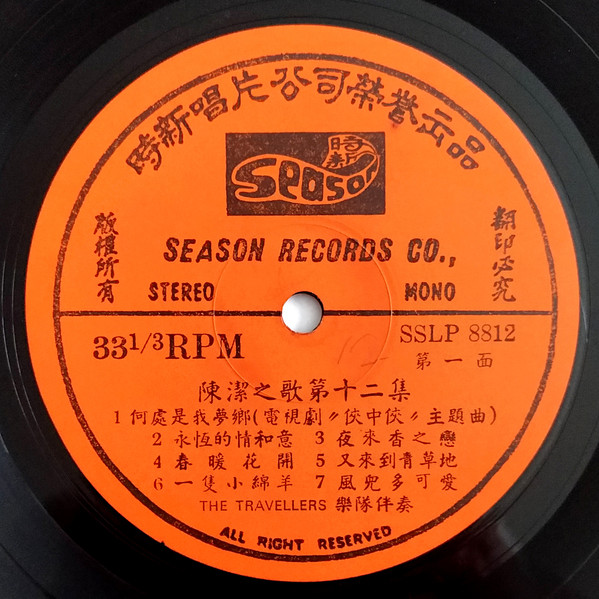 時新唱片公司榮譽出品
時新
Season
SEASON RECORDS CO.,
版權所有
翻印必究
STEREO
MONO
33 1/3 RPM
SSLP 8812
第一面
陳潔之歌第十二集
1 何處是我夢鄉(電視劇〝俠中俠〞主題曲)
2 永恆的情和意 3 夜來香之戀
4 春暖花開 5 又來到青草地
6 一隻小綿羊 7 風兒多可愛
THE TRAVELLERS 樂隊伴奏
ALL RIGHT RESERVED